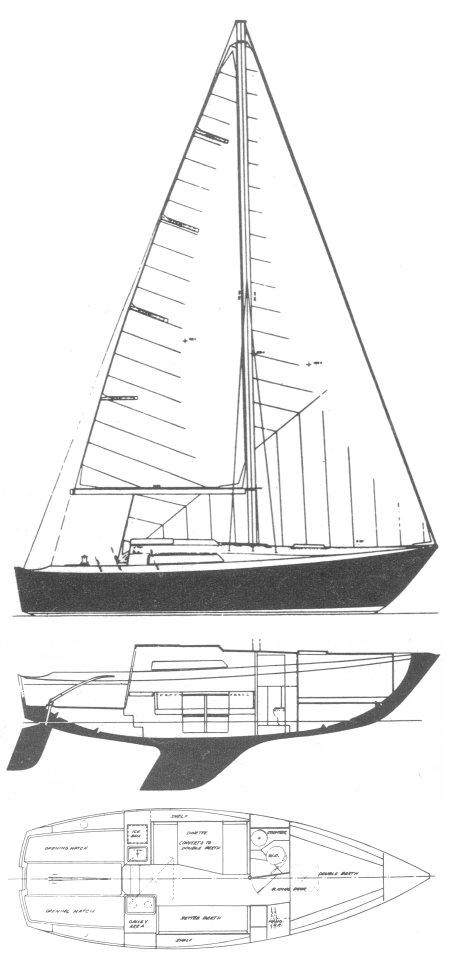 SHELF
ICE
BOX
DINETTE
CONVERTS TO
DOUBLE BERTH
W.C.
OPENING HATCH
DOUBLE BERTH
DOOR
OPENING HATCH
GALLEY
AREA
SETTEE BERTH
SHELF